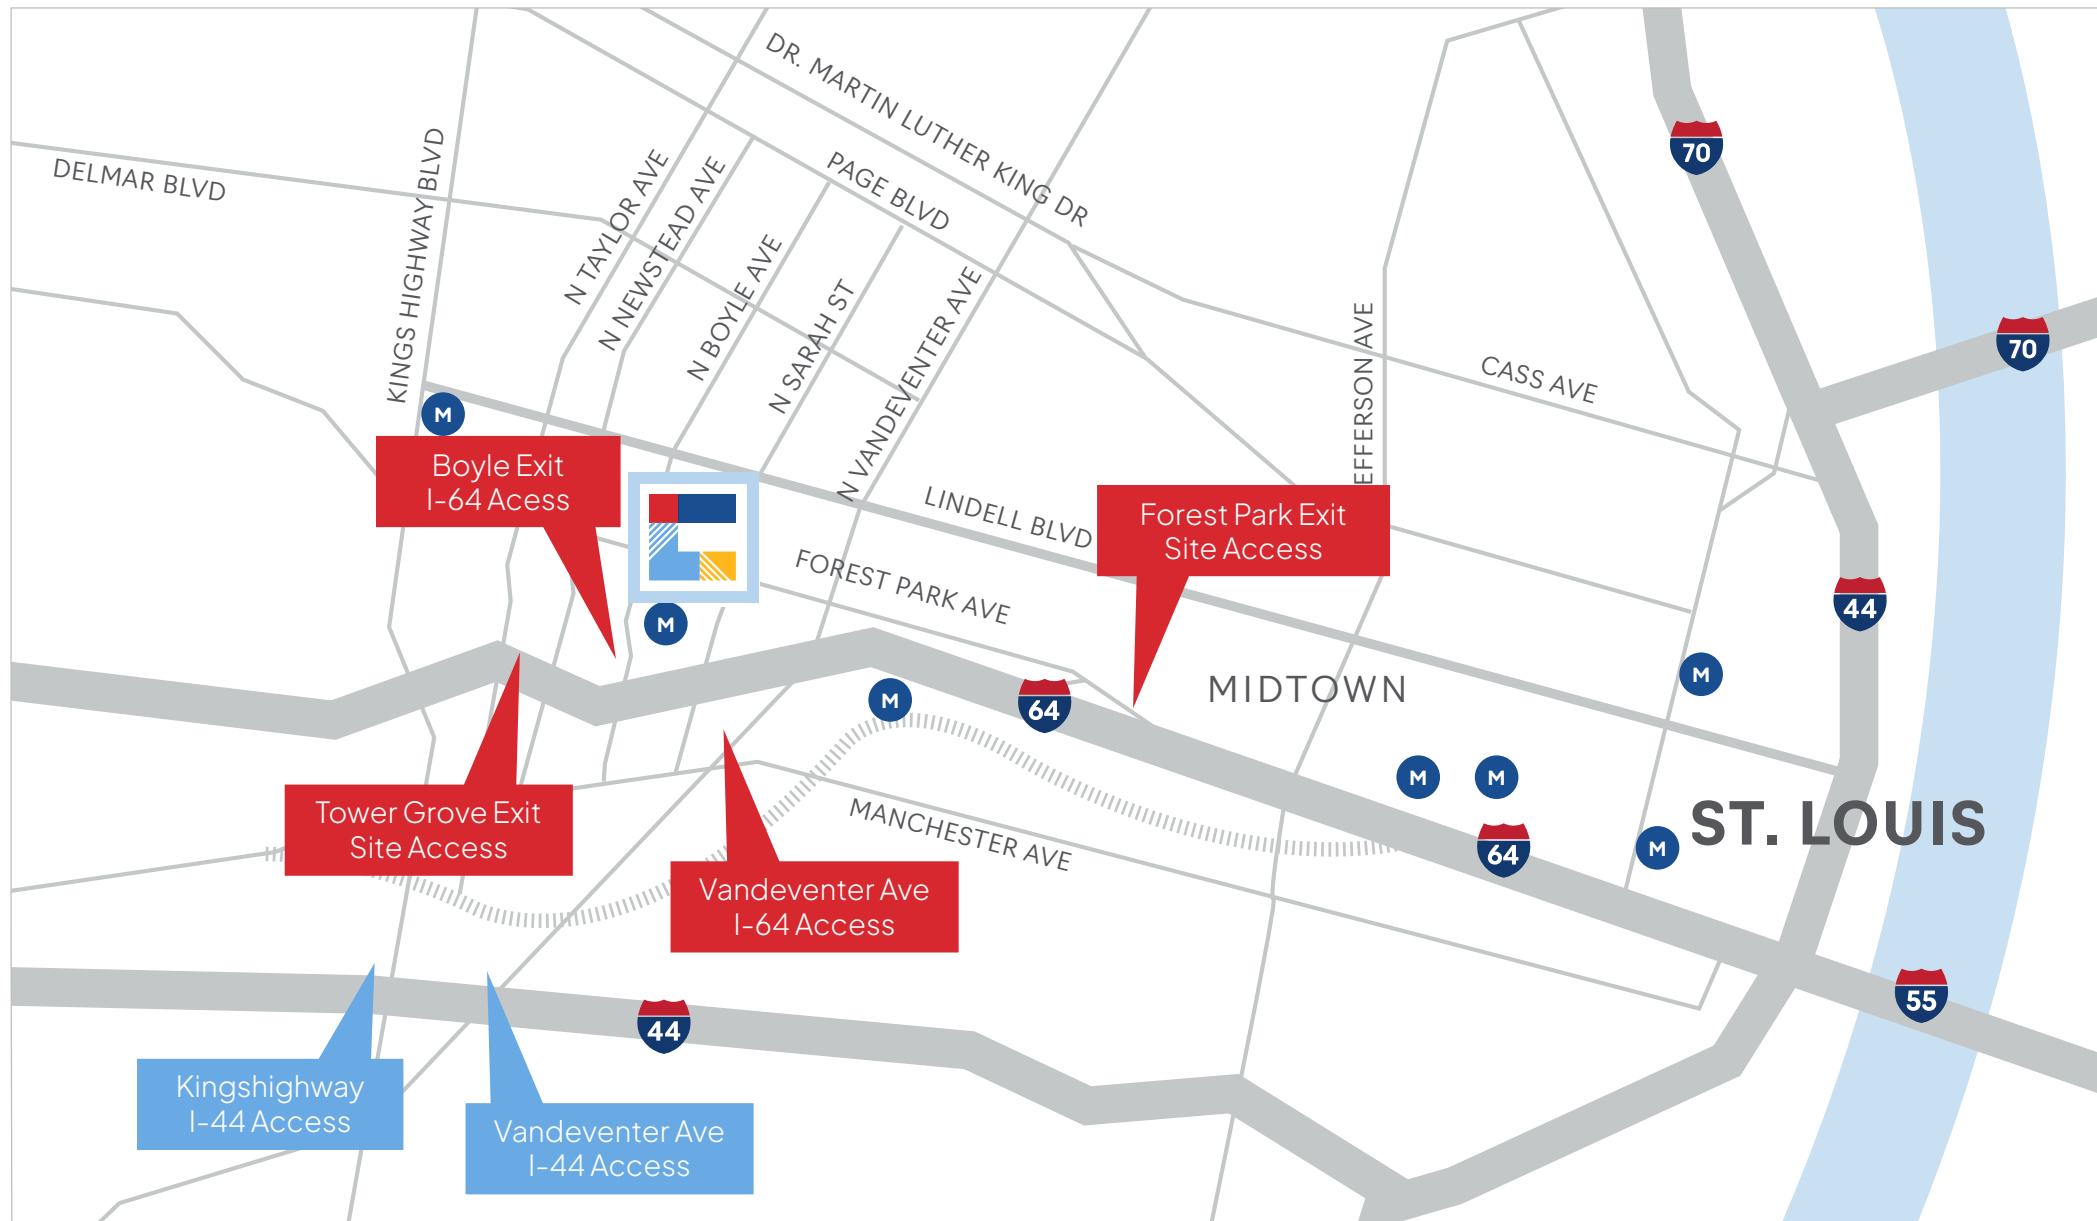 DR. MARTIN LUTHER KING DR
70
DELMAR BLVD
KINGS HIGHWAY BLVD
N TAYLOR AVE
N NEWSTEAD AVE
PAGE BLVD
N BOYLE AVE
N SARAH ST
N VANDEVENTER AVE
EFFERSON AVE
CASS AVE
70
M
Boyle Exit
I-64 Acess
LINDELL BLVD
Forest Park Exit
Site Access
FOREST PARK AVE
44
M
M
MIDTOWN
M
64
M
M
Tower Grove Exit
Site Access
MANCHESTER AVE
64
M
ST. LOUIS
Vandeventer Ave
I-64 Access
55
44
Kingshighway
I-44 Access
Vandeventer Ave
I-44 Access